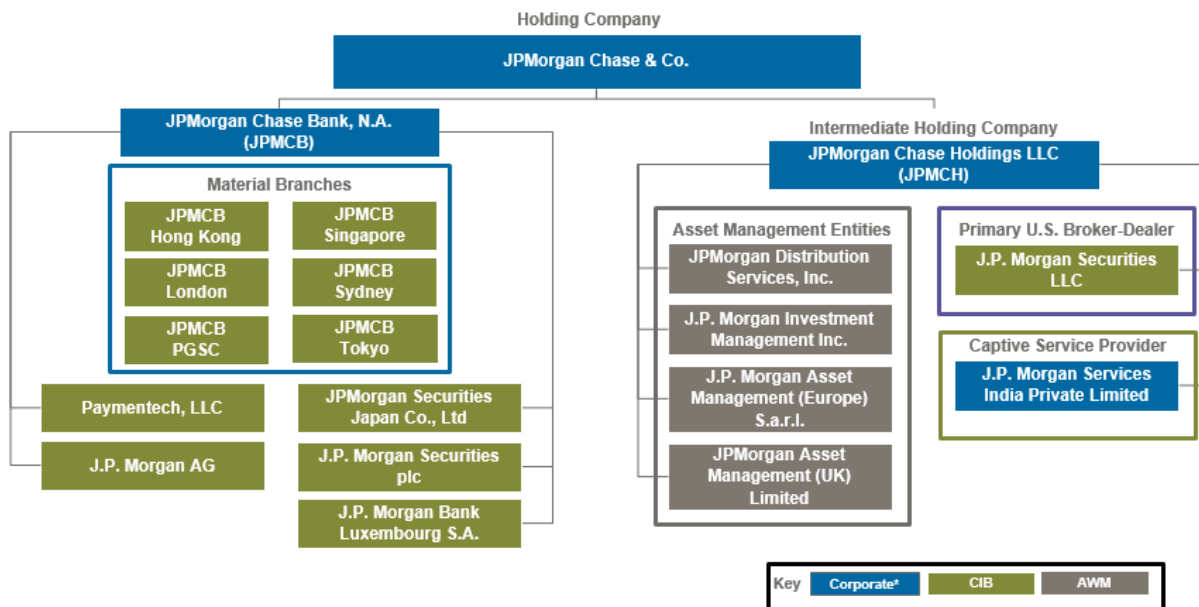 Holding Company
JPMorgan Chase & Co.
JPMorgan Chase Bank, N.A.
(JPMCB)
Material Branches
JPMCB
Hong Kong
JPMCB
Singapore
JPMCB
London
JPMCB
Sydney
JPMCB
PGSC
JPMCB
Tokyo
Paymentech, LLC
JPMorgan Securities
Japan Co., Ltd
J.P. Morgan AG
J.P. Morgan Securities
plc
J.P. Morgan Bank
Luxembourg S.A.
Intermediate Holding Company
JPMorgan Chase Holdings LLC
(JPMCH)
Asset Management Entities
JPMorgan Distribution
Services, Inc.
J.P. Morgan Investment
Management Inc.
J.P. Morgan Asset
Management (Europe)
S.a.r.l.
JPMorgan Asset
Management (UK)
Limited
Primary U.S. Broker-Dealer
J.P. Morgan Securities
LLC
Captive Service Provider
J.P. Morgan Services
India Private Limited
Key
Corporate*
CIB
AWM